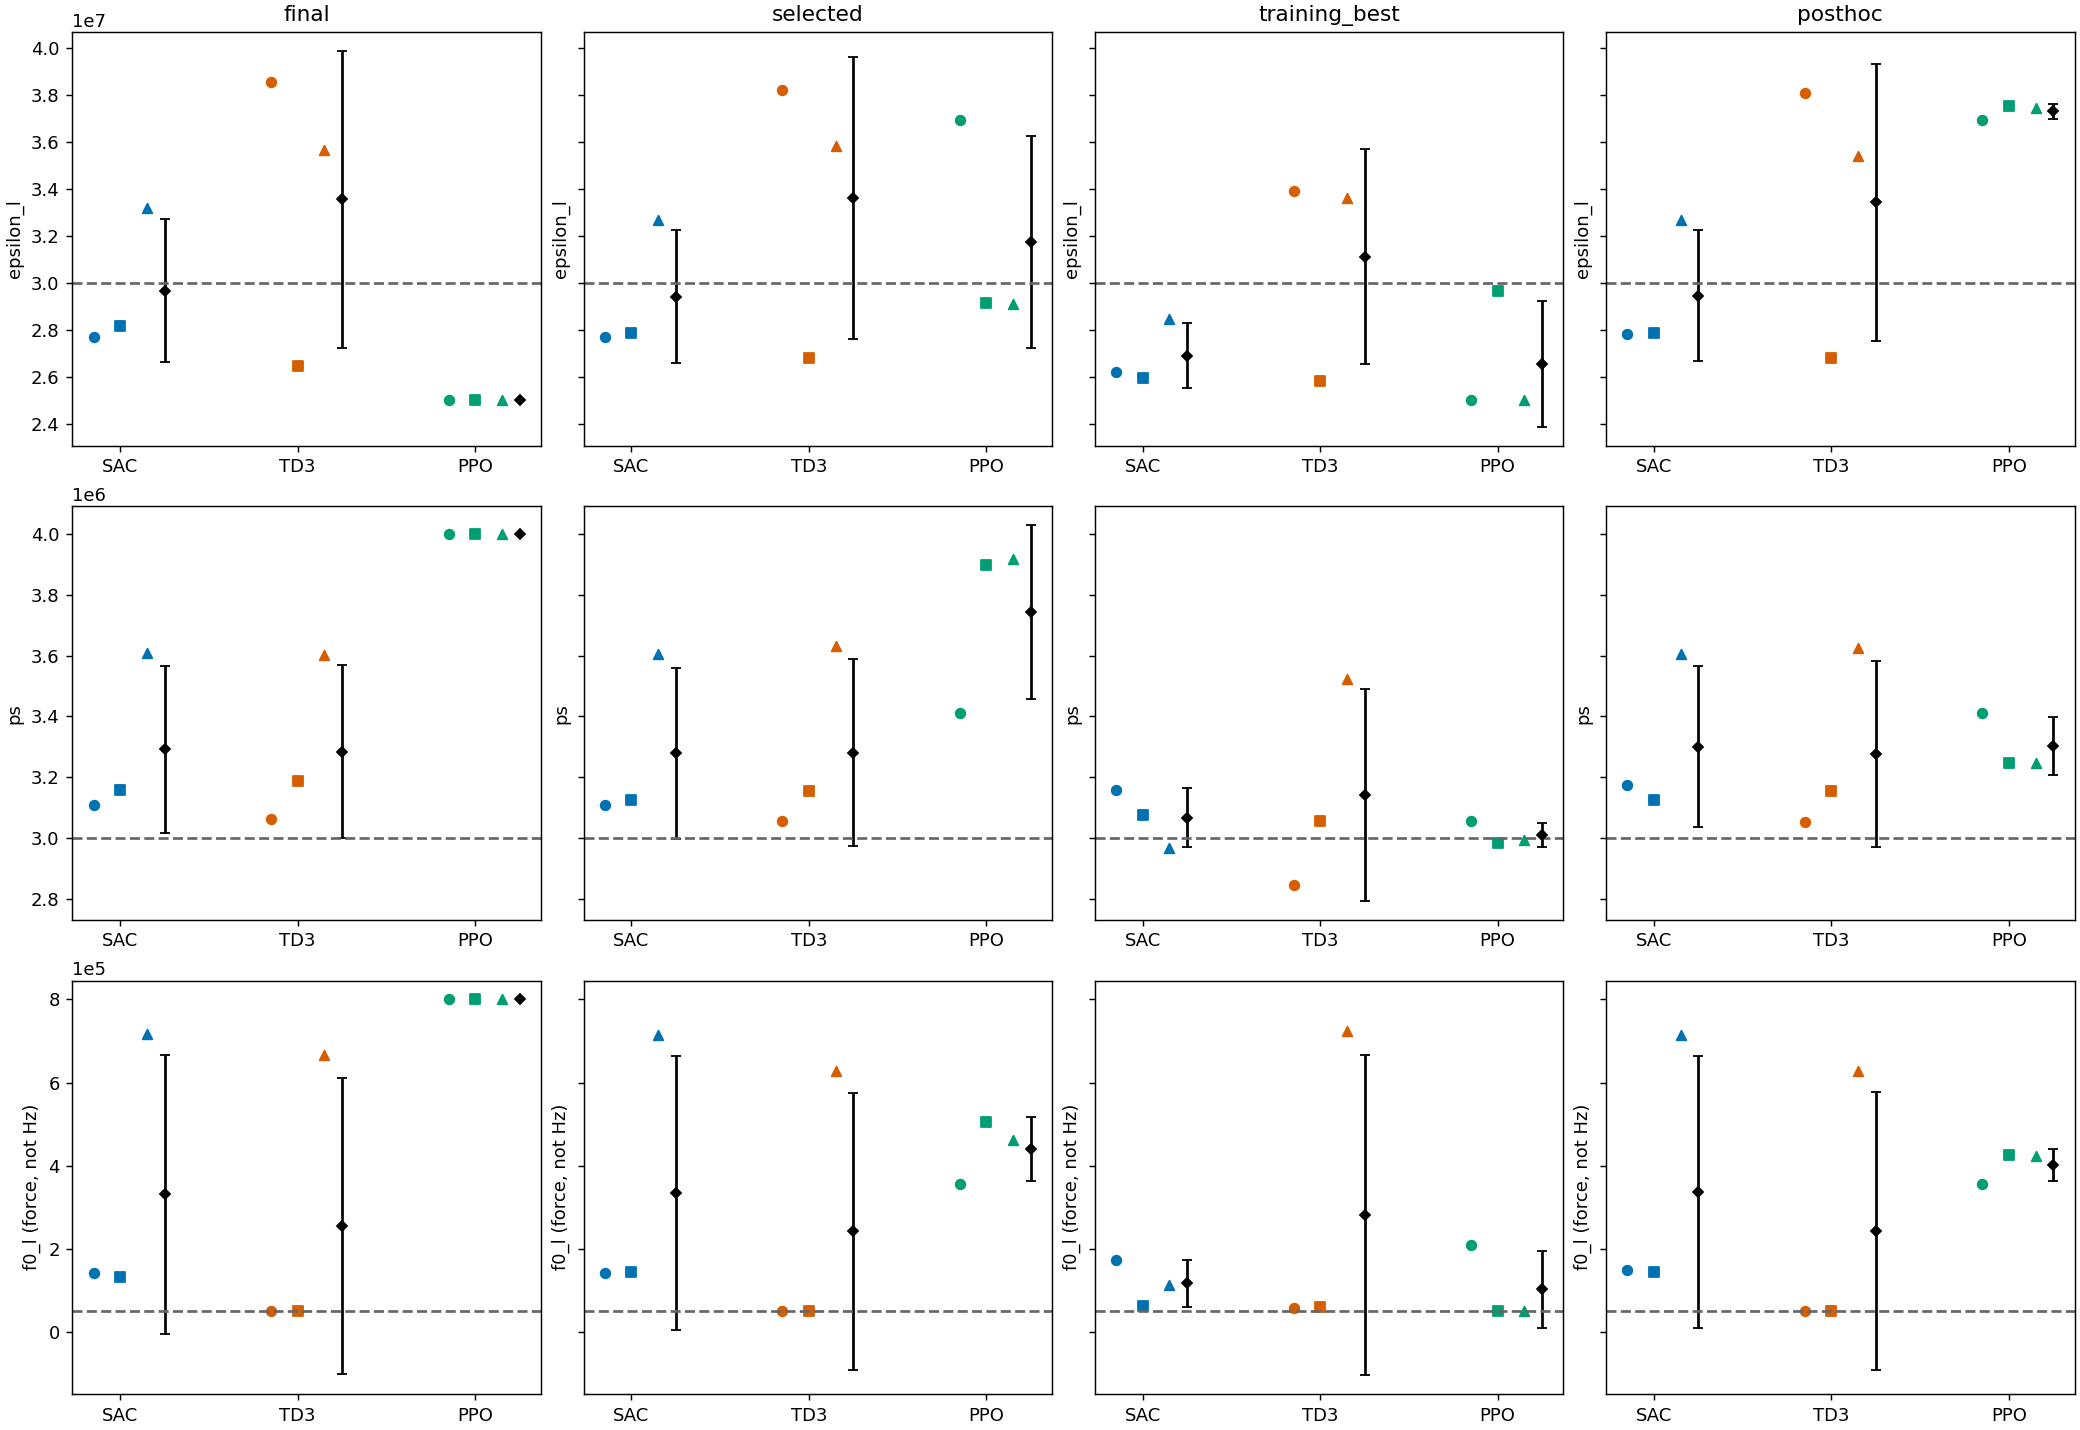 final selected training_best posthoc
1e7
4.0
3.8
3.6
3.4
3.2
3.0
2.8
2.6
2.4
epsilon_l epsilon_l epsilon_l epsilon_l
SAC TD3 PPO SAC TD3 PPO SAC TD3 PPO SAC TD3 PPO
1e6
4.0
3.8
3.6
3.4
3.2
3.0
2.8
ps ps ps ps
SAC TD3 PPO SAC TD3 PPO SAC TD3 PPO SAC TD3 PPO
1e5
8
6
4
2
0
f0_l (force, not Hz) f0_l (force, not Hz) f0_l (force, not Hz) f0_l (force, not Hz)
SAC TD3 PPO SAC TD3 PPO SAC TD3 PPO SAC TD3 PPO